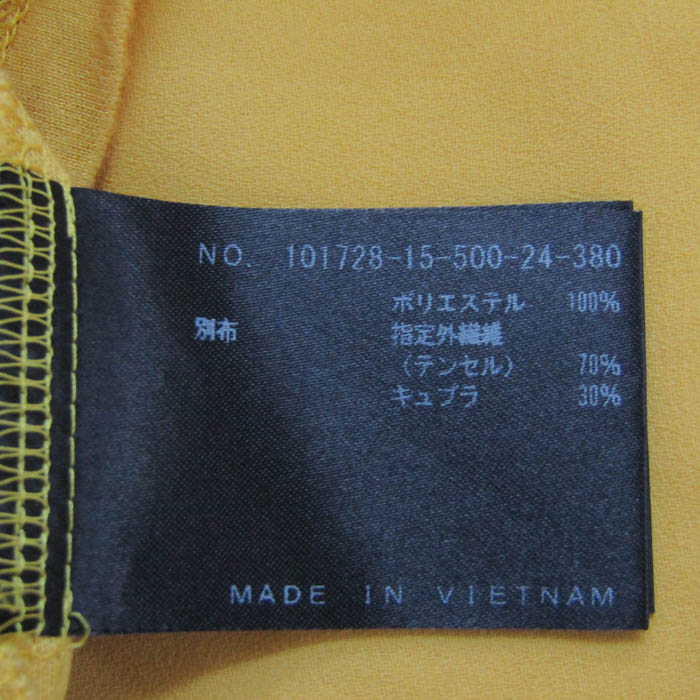 NO. 101728-15-500-24-380
ポリエステル 100%
別布 指定外繊維
(テンセル) 70%
キュプラ 30%
MADE IN VIETNAM